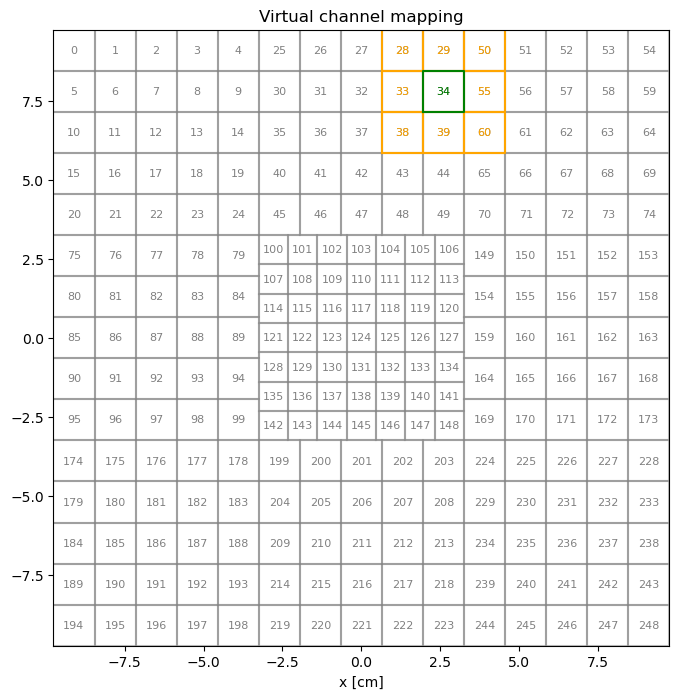 Virtual channel mapping
0 1 2 3 4 25 26 27 28 29 50 51 52 53 54
7.5 5 6 7 8 9 30 31 32 33 34 55 56 57 58 59
10 11 12 13 14 35 36 37 38 39 60 61 62 63 64
5.0 15 16 17 18 19 40 41 42 43 44 65 66 67 68 69
20 21 22 23 24 45 46 47 48 49 70 71 72 73 74
2.5 75 76 77 78 79 100 101 102 103 104 105 106 149 150 151 152 153
107 108 109 110 111 112 113
80 81 82 83 84 114 115 116 117 118 119 120 154 155 156 157 158
0.0 85 86 87 88 89 121 122 123 124 125 126 127 159 160 161 162 163
90 91 92 93 94 128 129 130 131 132 133 134 164 165 166 167 168
135 136 137 138 139 140 141
−2.5 95 96 97 98 99 142 143 144 145 146 147 148 169 170 171 172 173
174 175 176 177 178 199 200 201 202 203 224 225 226 227 228
−5.0 179 180 181 182 183 204 205 206 207 208 229 230 231 232 233
184 185 186 187 188 209 210 211 212 213 234 235 236 237 238
−7.5 189 190 191 192 193 214 215 216 217 218 239 240 241 242 243
194 195 196 197 198 219 220 221 222 223 244 245 246 247 248
−7.5 −5.0 −2.5 0.0 2.5 5.0 7.5
x [cm]